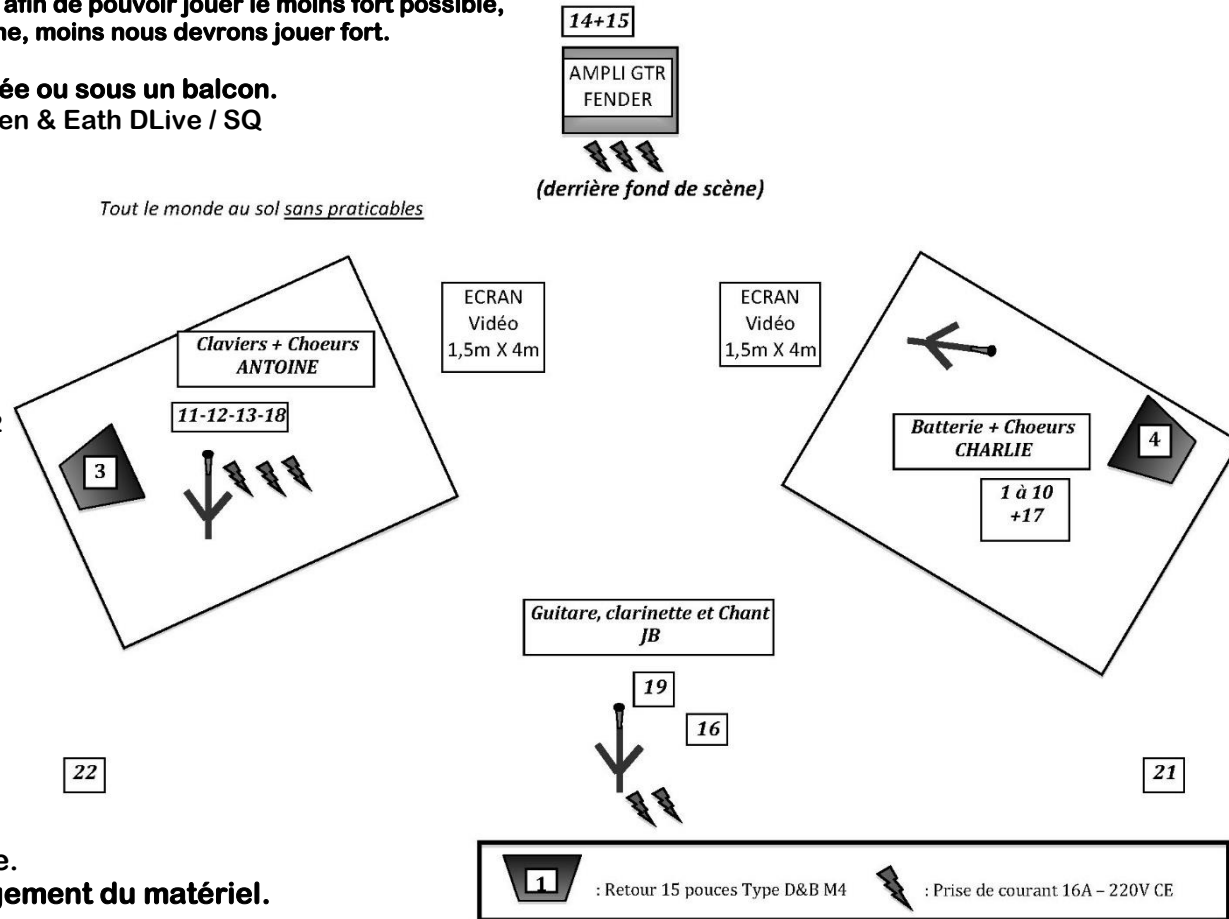 afin de pouvoir jouer le moins fort possible,
ne, moins nous devrons jouer fort.
ée ou sous un balcon.
en & Eath DLive / SQ
14+15
AMPLI GTR
FENDER
(derrière fond de scène)
Tout le monde au sol sans praticables
ECRAN
Vidéo
1,5m X 4m
ECRAN
Vidéo
1,5m X 4m
Claviers + Choeurs
ANTOINE
11-12-13-18
3
2
Batterie + Choeurs
CHARLIE
4
1 à 10
+17
Guitare, clarinette et Chant
JB
19
16
22
21
e.
gement du matériel.
1 : Retour 15 pouces Type D&B M4
: Prise de courant 16A – 220V CE